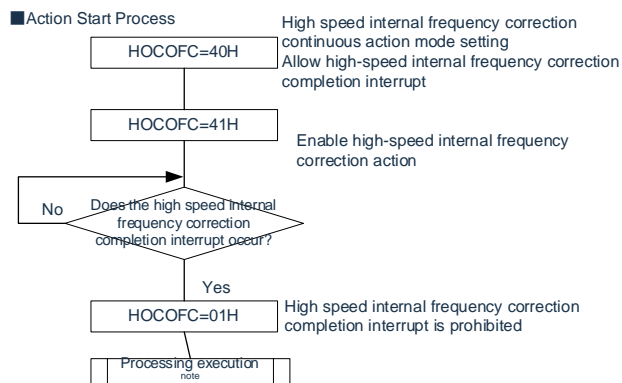 ■Action Start Process
HOCOFC=40H
High speed internal frequency correction
continuous action mode setting
Allow high-speed internal frequency correction
completion interrupt
HOCOFC=41H
Enable high-speed internal frequency
correction action
No
Does the high speed internal
frequency correction
completion interrupt occur?
Yes
HOCOFC=01H
High speed internal frequency correction
completion interrupt is prohibited
Processing execution
note